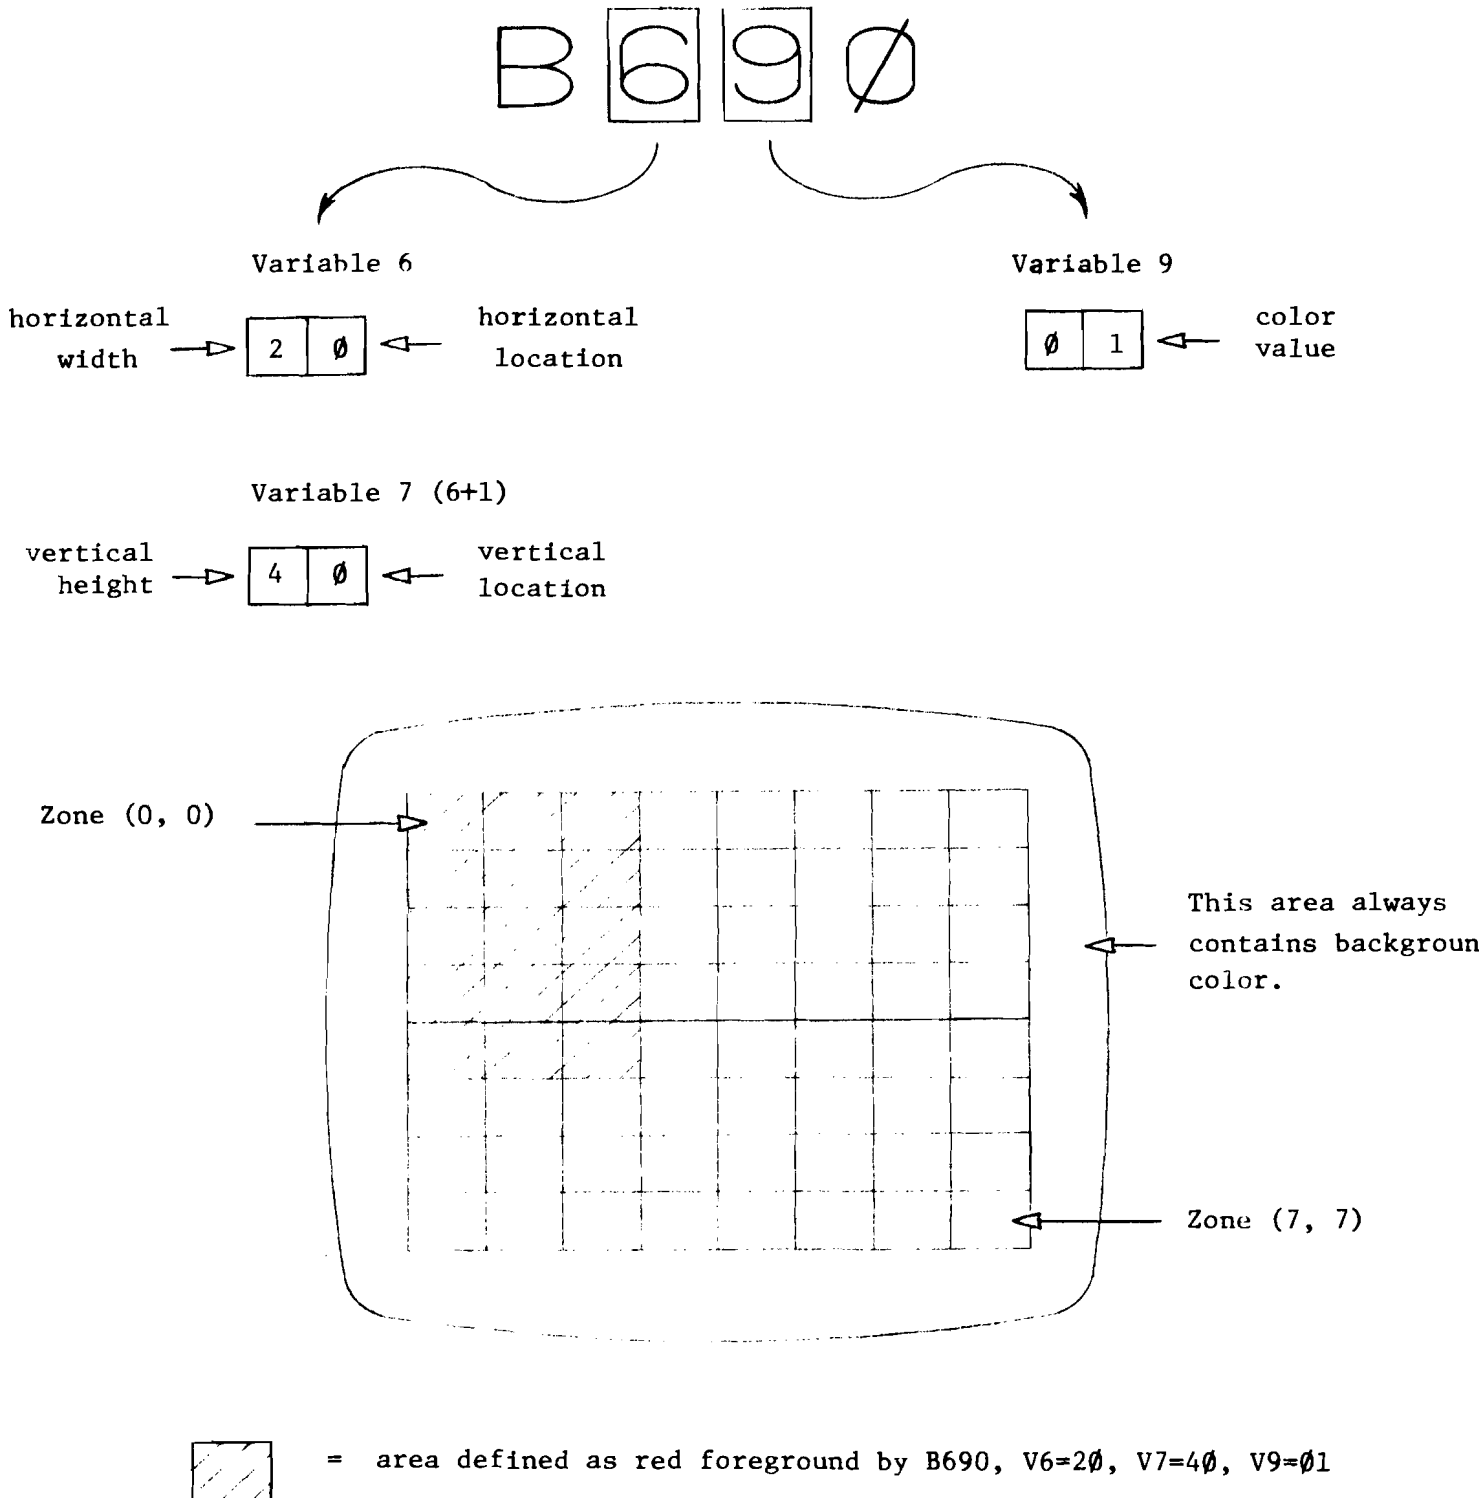 B69Ø
Variable 6
Variable 9
horizontal width
2 Ø
horizontal location
Ø 1
color value
Variable 7 (6+1)
vertical height
4 Ø
vertical location
Zone (0, 0)
This area always
contains backgroun
color.
Zone (7, 7)
= area defined as red foreground by B690, V6=2Ø, V7=4Ø, V9=Ø1